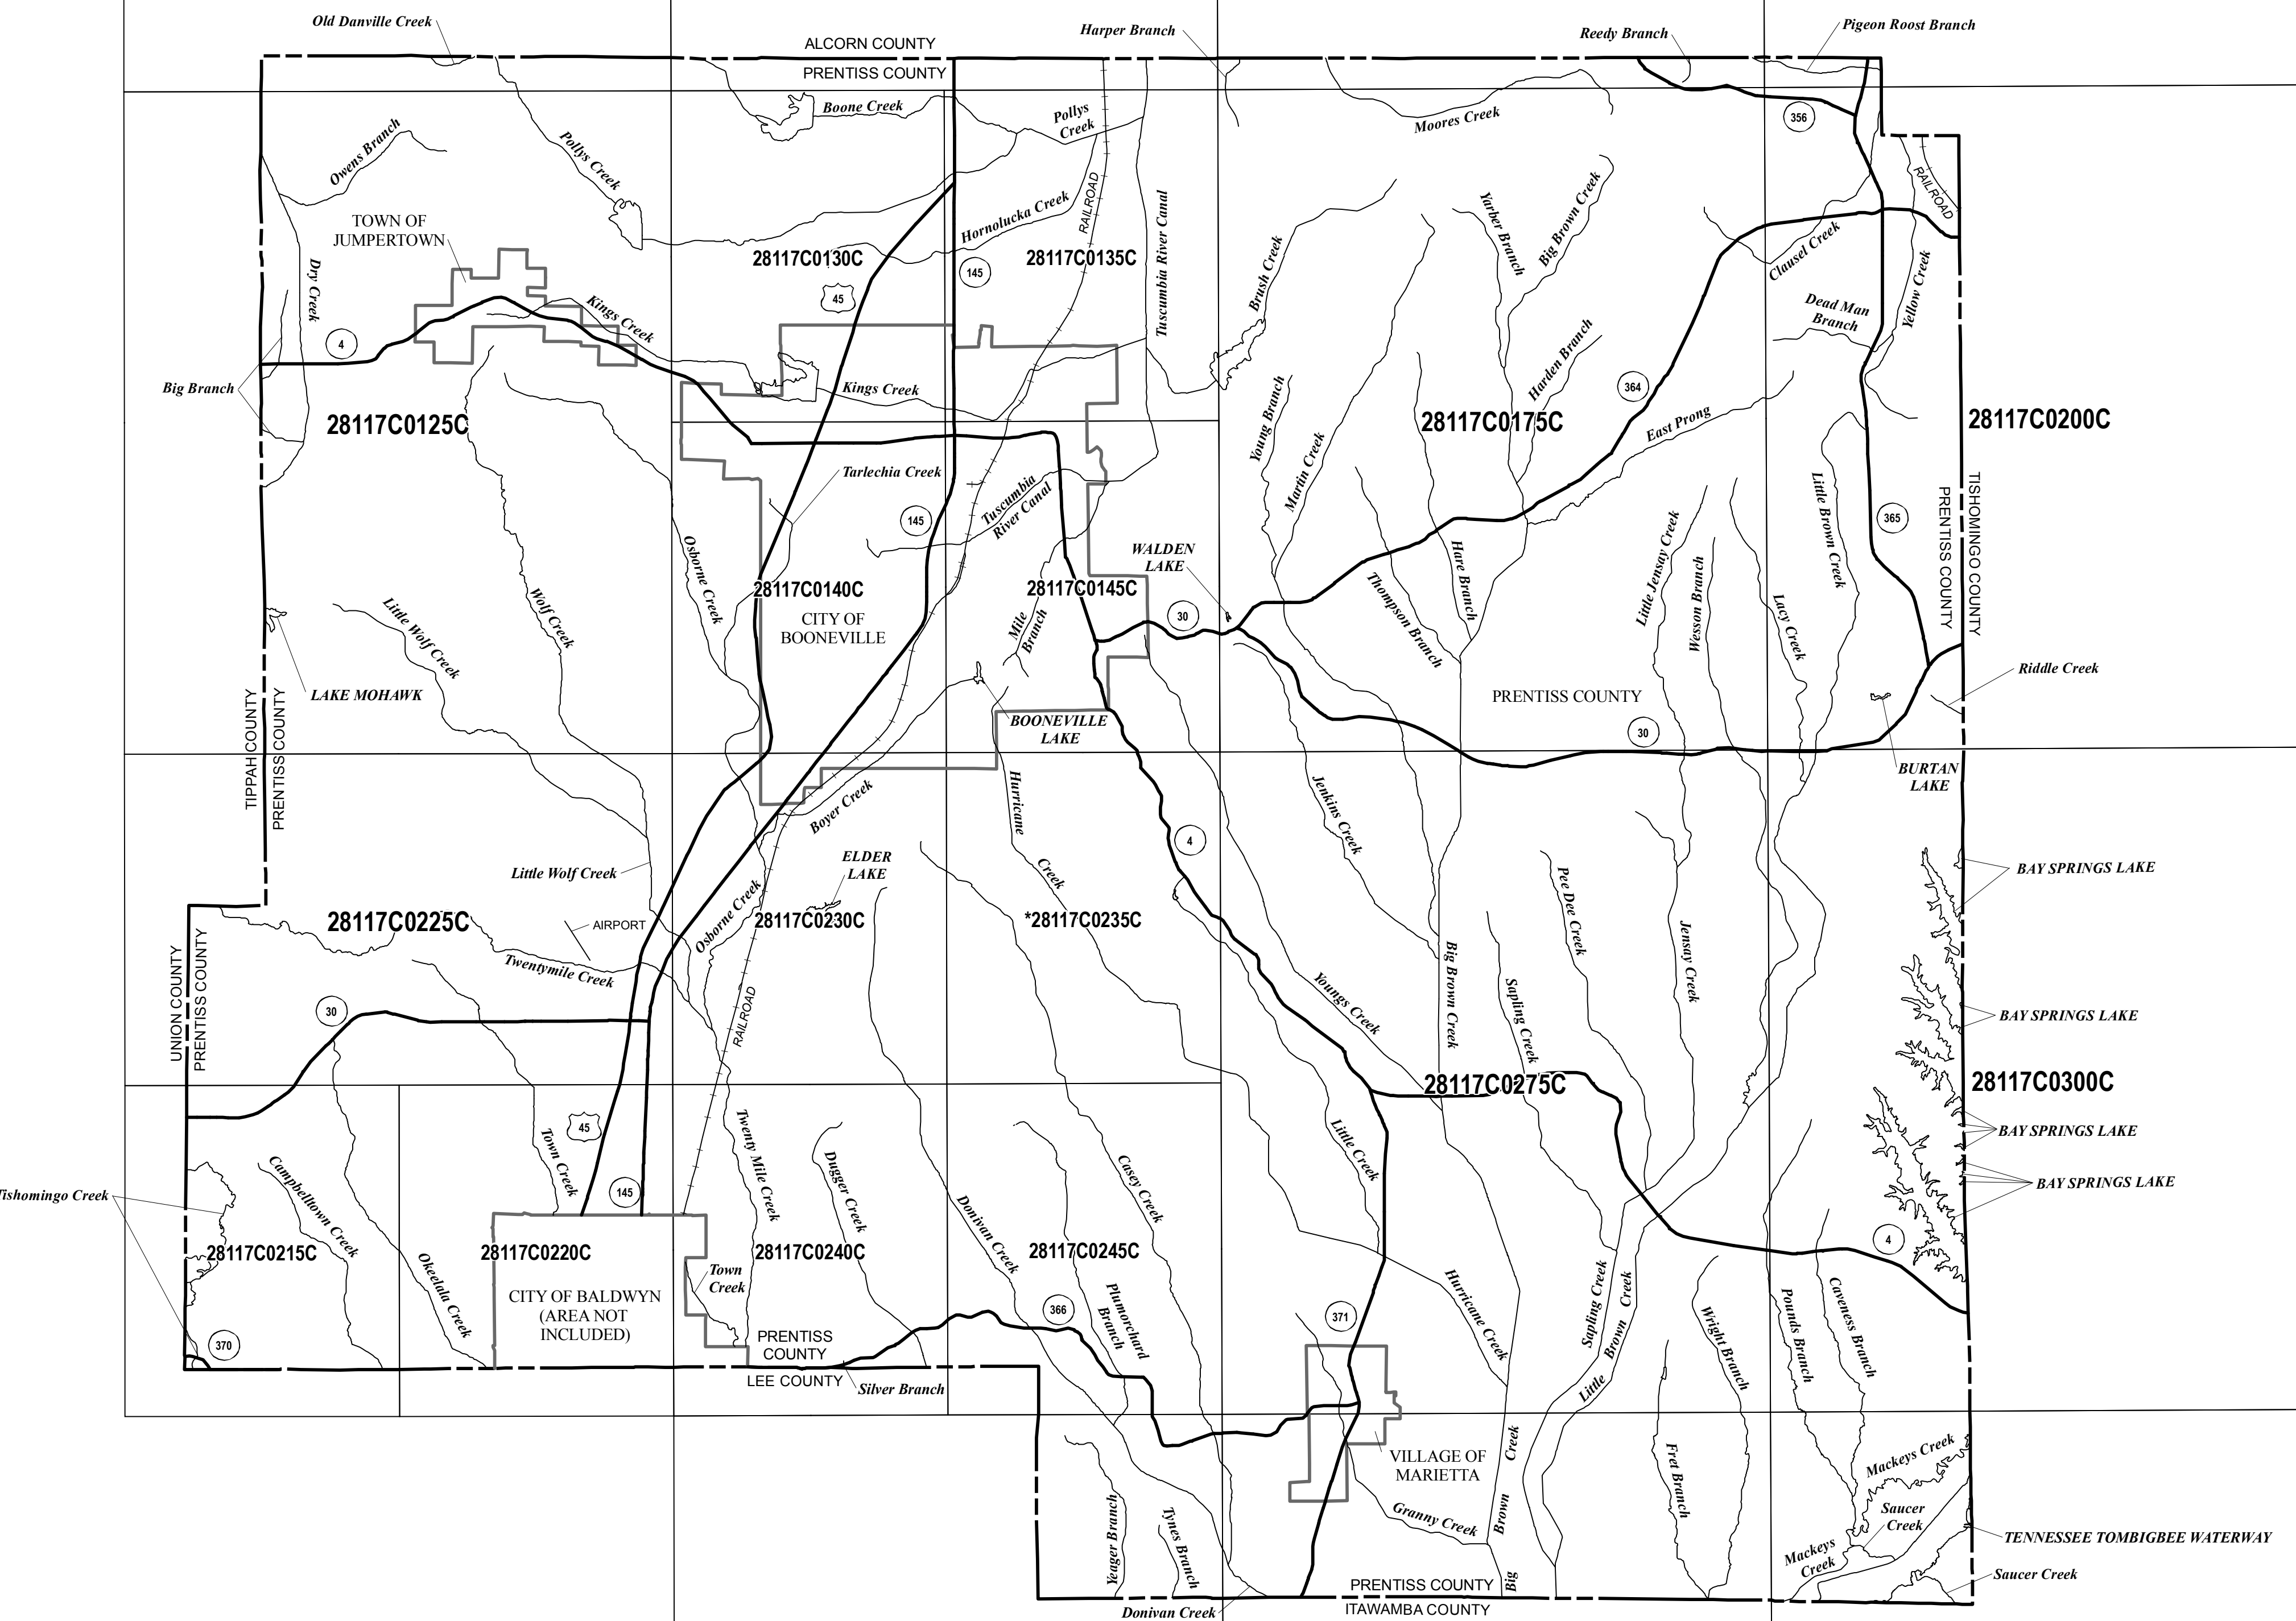 Old Danville Creek
ALCORN COUNTY
PRENTISS COUNTY
Harper Branch
Reedy Branch
Pigeon Roost Branch
Boone Creek
Pollys
Creek
Moores Creek
356
Owens Branch
Pollys Creek
RAILROAD
RAILROAD
TOWN OF
JUMPERTOWN
Hornolucka Creek
Tuscumbia River Canal
Yarber Branch
Big Brown Creek
Clausel Creek
28117C0130C
28117C0135C
145
45
Dry Creek
Kings Creek
Brush Creek
Yellow Creek
Dead Man
Branch
4
Big Branch
Kings Creek
Harden Branch
364
28117C0125C
Young Branch
Martin Creek
28117C0175C
East Prong
28117C0200C
Tarlechia Creek
145
Tuscumbia
River Canal
Little Brown Creek
365
TISHOMINGO COUNTY
PRENTISS COUNTY
Osborne Creek
WALDEN
LAKE
Hare Branch
Thompson Branch
Little Jensay Creek
Wesson Branch
Lacy Creek
28117C0140C
28117C0145C
CITY OF
BOONEVILLE
Mile
Branch
30
Little Wolf Creek
Wolf Creek
LAKE MOHAWK
TIPPAH COUNTY
PRENTISS COUNTY
PRENTISS COUNTY
Riddle Creek
BOONEVILLE
LAKE
30
BURTAN
LAKE
Boyer Creek
Hurricane
Creek
Jenkins Creek
4
ELDER
LAKE
Little Wolf Creek
BAY SPRINGS LAKE
Pee Dee Creek
28117C0225C
AIRPORT
Osborne Creek
28117C0230C
*28117C0235C
Twentymile Creek
Big Brown Creek
Jensay Creek
Sapling Creek
Youngs Creek
UNION COUNTY
PRENTISS COUNTY
30
RAILROAD
BAY SPRINGS LAKE
28117C0275C
28117C0300C
45
Town Creek
Twenty Mile Creek
Dugger Creek
Casey Creek
Little Creek
BAY SPRINGS LAKE
Tishomingo Creek
Campbelltown Creek
145
Donivan Creek
BAY SPRINGS LAKE
28117C0215C
Okeelala Creek
28117C0220C
28117C0240C
28117C0245C
4
Town
Creek
CITY OF BALDWYN
(AREA NOT
INCLUDED)
Plumorchard
Branch
Hurricane Creek
Sapling Creek
Little
Brown
Creek
Wright Branch
Pounds Branch
Caveness Branch
366
371
370
PRENTISS
COUNTY
LEE COUNTY
Silver Branch
VILLAGE OF
MARIETTA
Big
Brown
Creek
Fret Branch
Mackeys Creek
Yeager Branch
Tynes Branch
Granny Creek
Saucer
Creek
TENNESSEE TOMBIGBEE WATERWAY
Mackeys
Creek
Saucer Creek
PRENTISS COUNTY
ITAWAMBA COUNTY
Donivan Creek